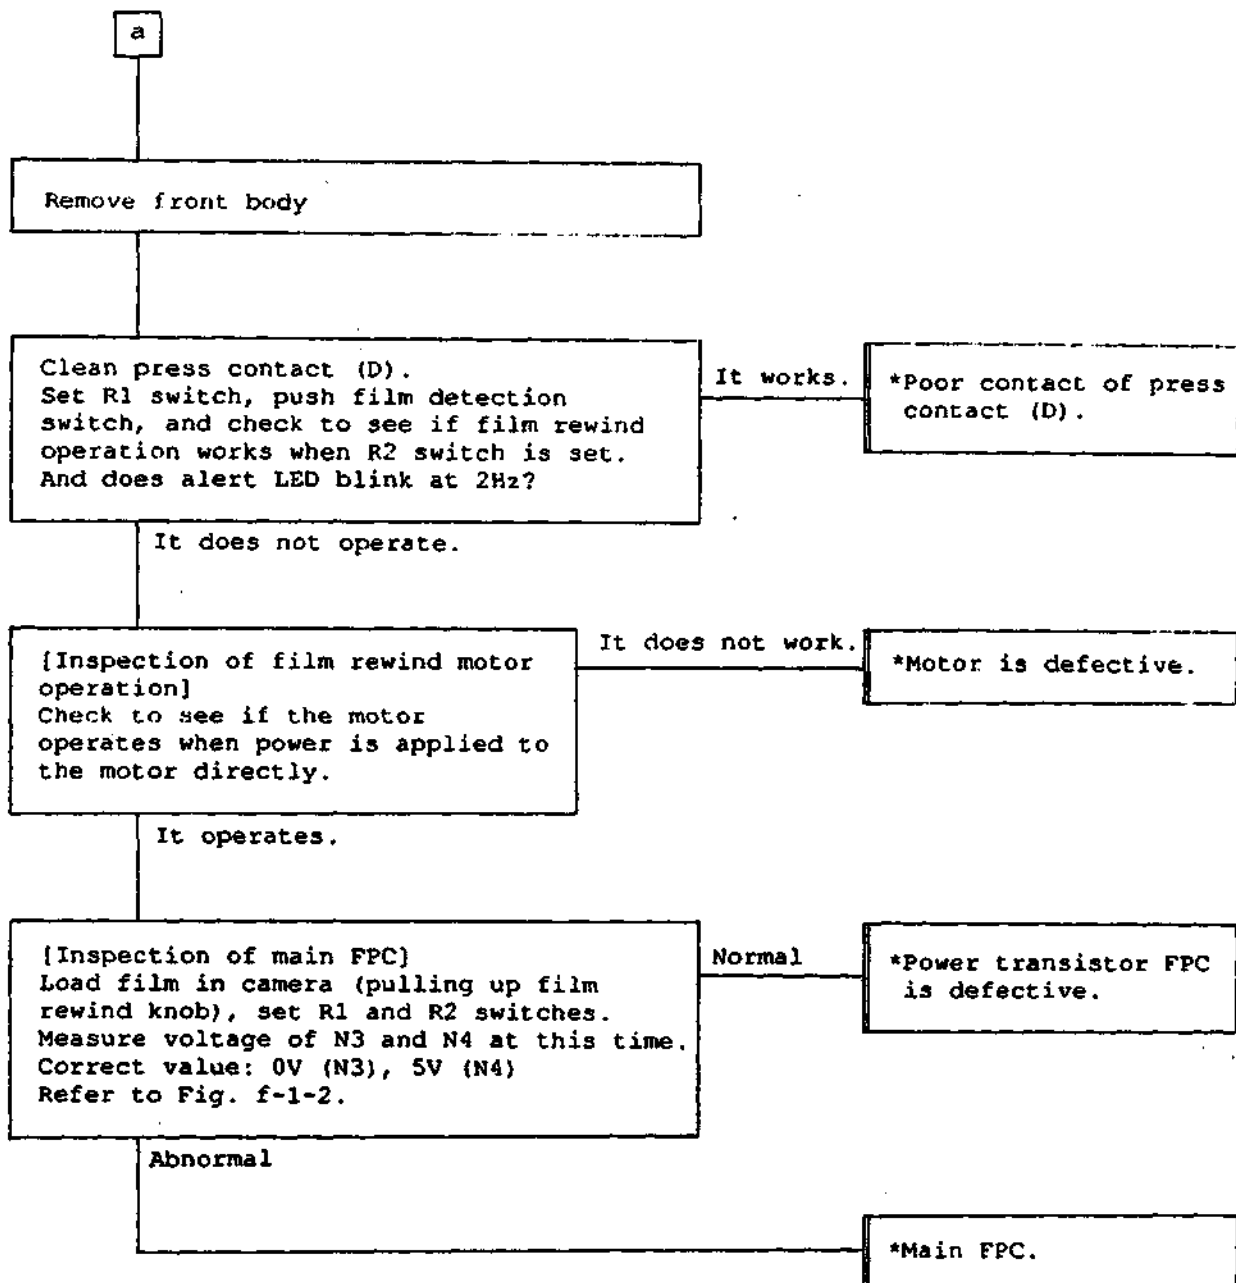 a
Remove front body
Clean press contact (D).
Set R1 switch, push film detection
switch, and check to see if film rewind
operation works when R2 switch is set.
And does alert LED blink at 2Hz?
It works.
*Poor contact of press
contact (D).
It does not operate.
[Inspection of film rewind motor
operation]
Check to see if the motor
operates when power is applied to
the motor directly.
It does not work.
*Motor is defective.
It operates.
[Inspection of main FPC]
Load film in camera (pulling up film
rewind knob), set R1 and R2 switches.
Measure voltage of N3 and N4 at this time.
Correct value: 0V (N3), 5V (N4)
Refer to Fig. f-1-2.
Normal
*Power transistor FPC
is defective.
Abnormal
*Main FPC.